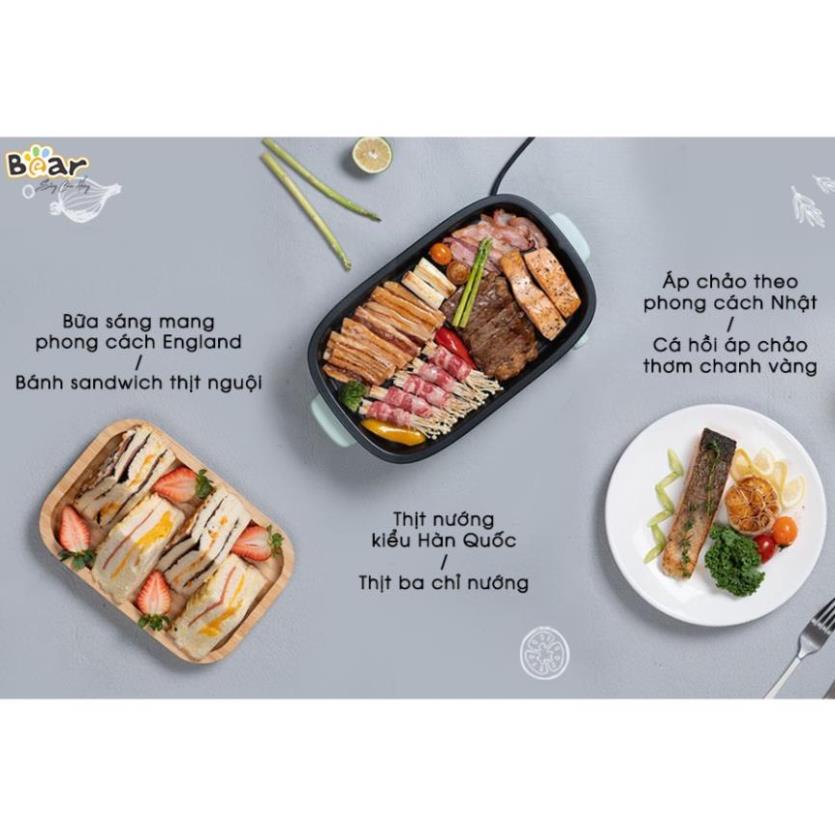 Bear
Bữa sáng mang
phong cách England
/
Bánh sandwich thịt nguội
Thịt nướng
kiểu Hàn Quốc
/
Thịt ba chỉ nướng
Áp chảo theo
phong cách Nhật
/
Cá hồi áp chảo
thơm chanh vàng